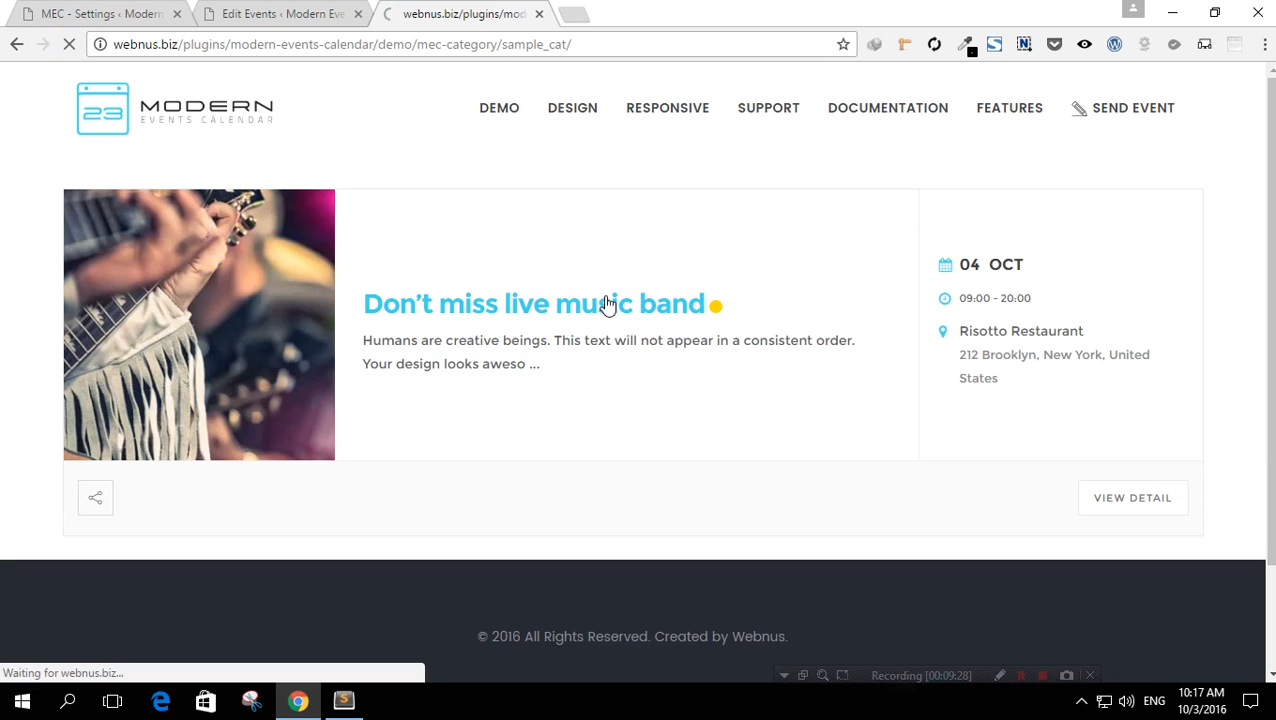 MEC - Settings ‹ Modern
Edit Events ‹ Modern Eve
webnus.biz/plugins/mod
webnus.biz/plugins/modern-events-calendar/demo/mec-category/sample_cat/
23
MODERN
EVENTS CALENDAR
DEMO
DESIGN
RESPONSIVE
SUPPORT
DOCUMENTATION
FEATURES
SEND EVENT
Don't miss live music band
Humans are creative beings. This text will not appear in a consistent order.
Your design looks aweso ...
04 OCT
09:00 - 20:00
Risotto Restaurant
212 Brooklyn, New York, United
States
VIEW DETAIL
© 2016 All Rights Reserved. Created by Webnus.
Waiting for webnus.biz...
Recording [00:09:28]
ENG
10:17 AM
10/3/2016